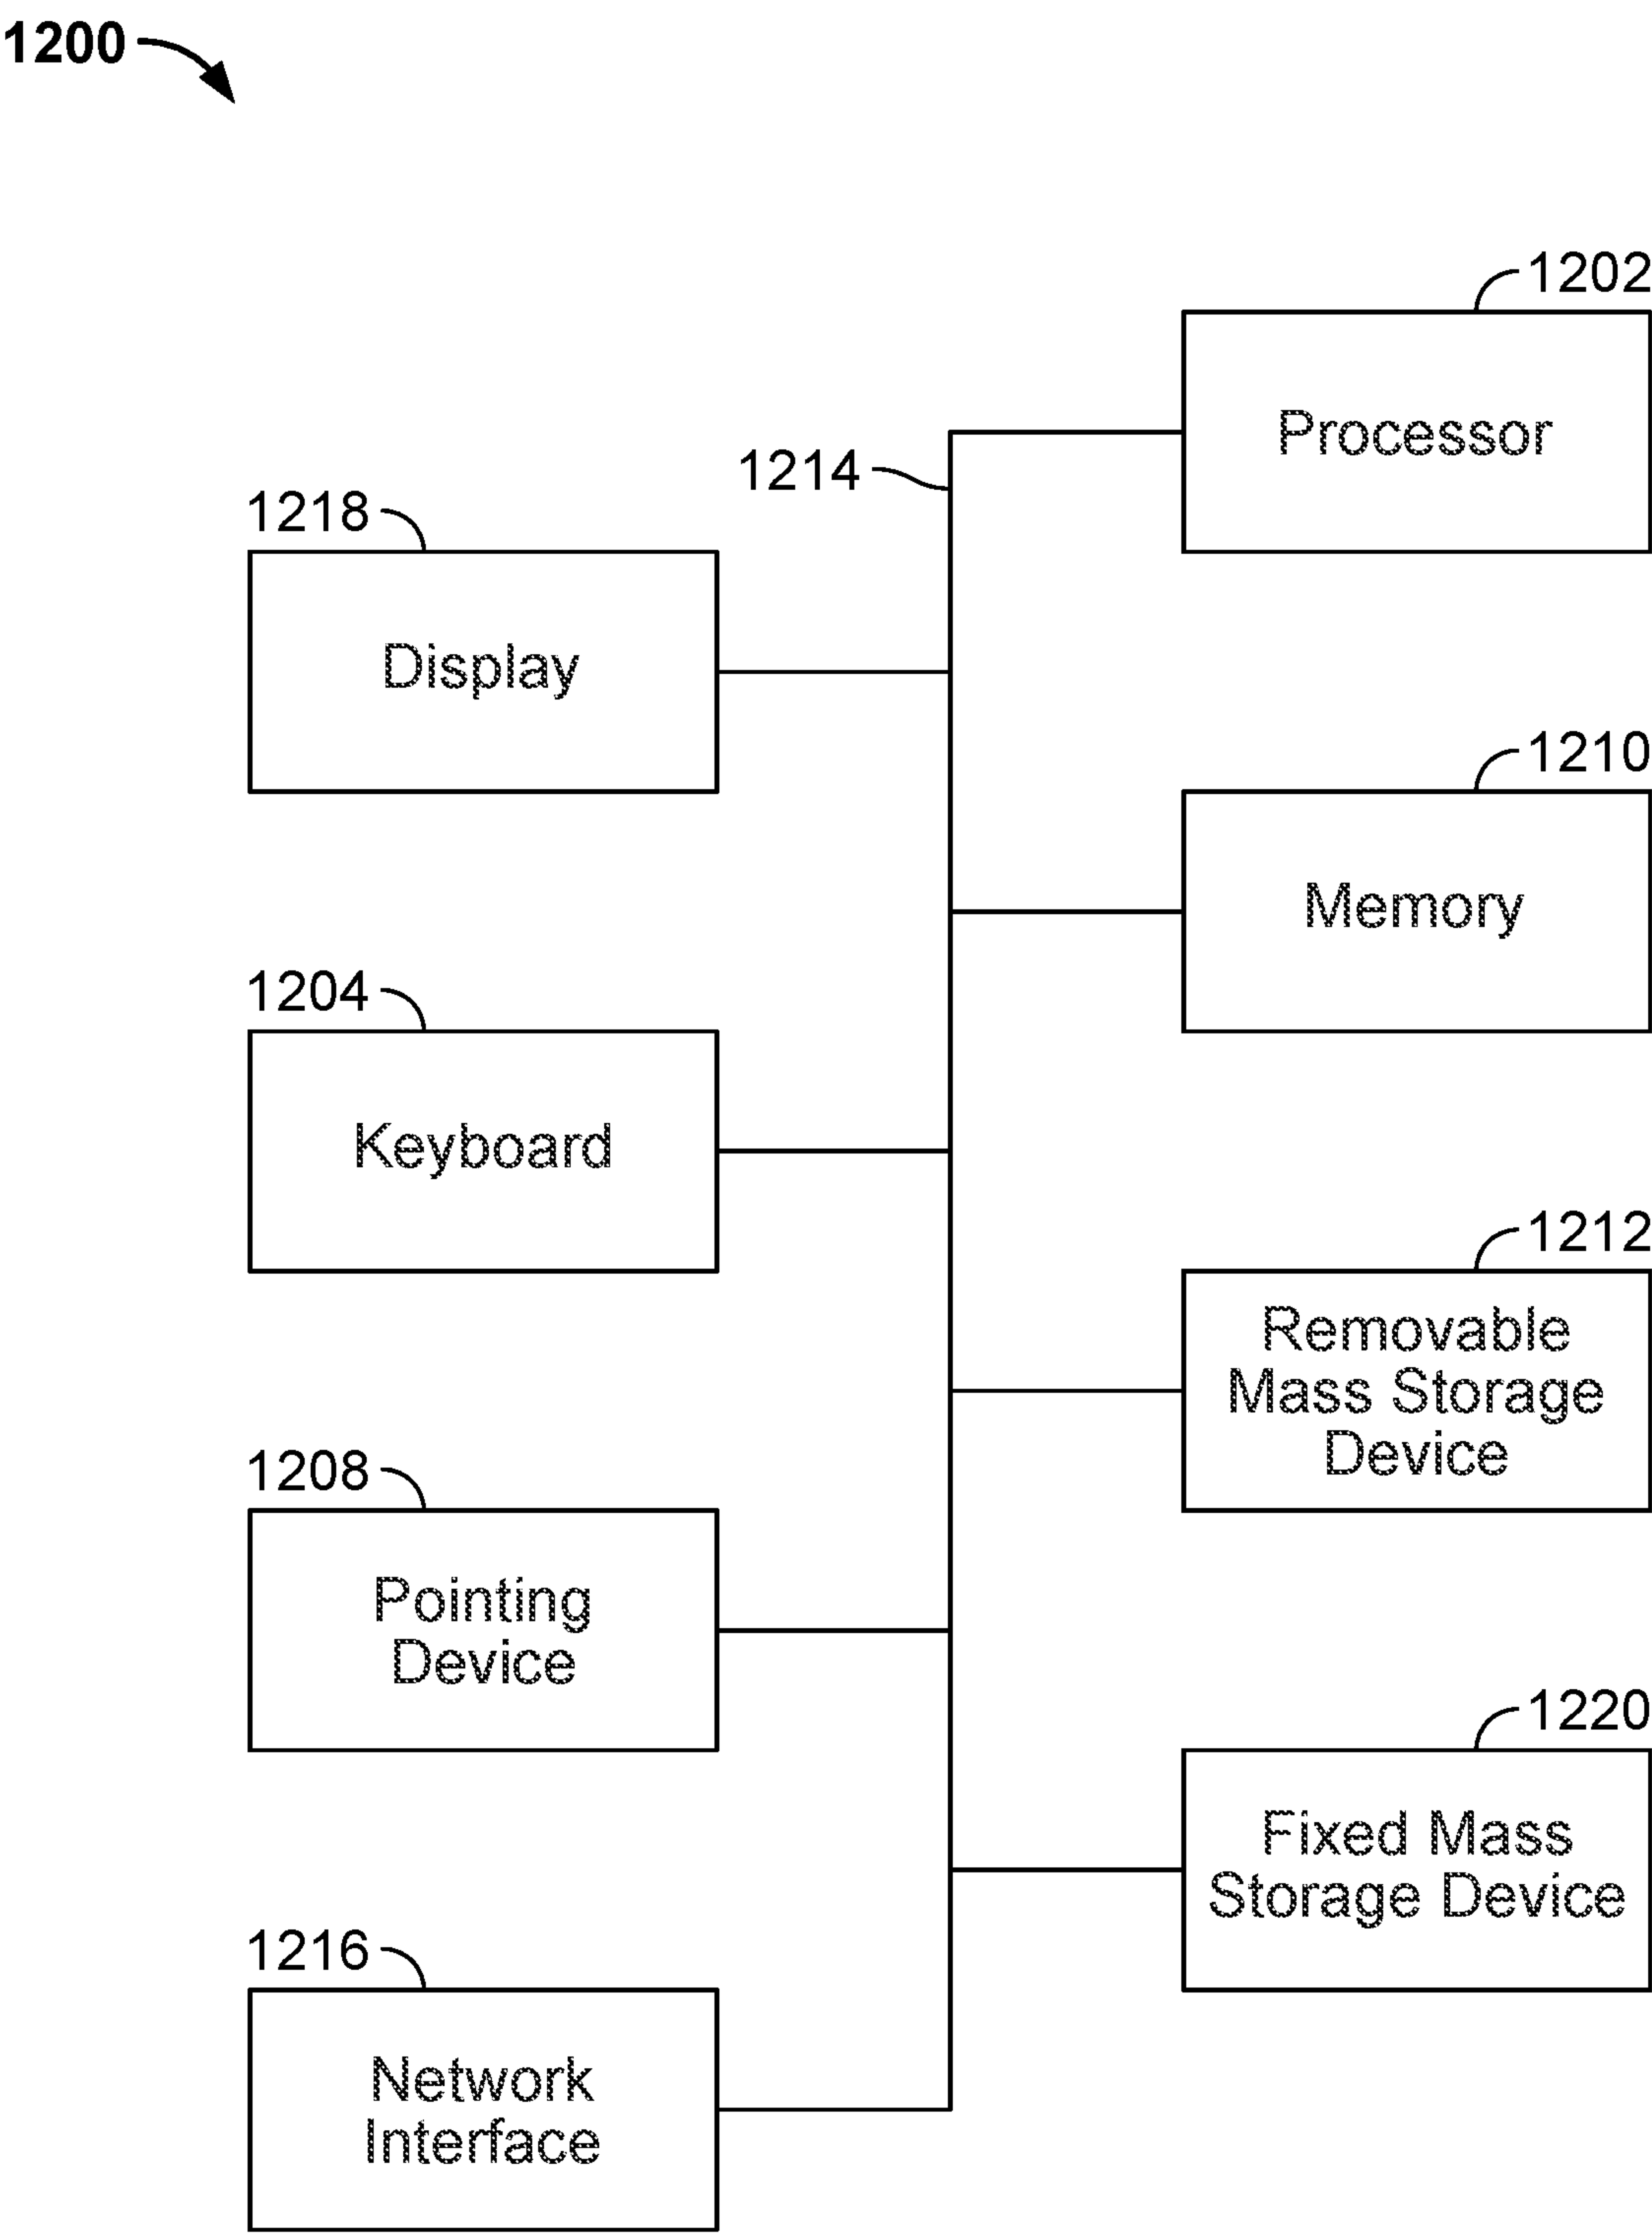 1200
1202
Processor
1214
1218
Display
1210
Memory
1204
Keyboard
1212
Removable
Mass Storage
Device
1208
Pointing
Device
1220
Fixed Mass
Storage Device
1216
Network
Interface